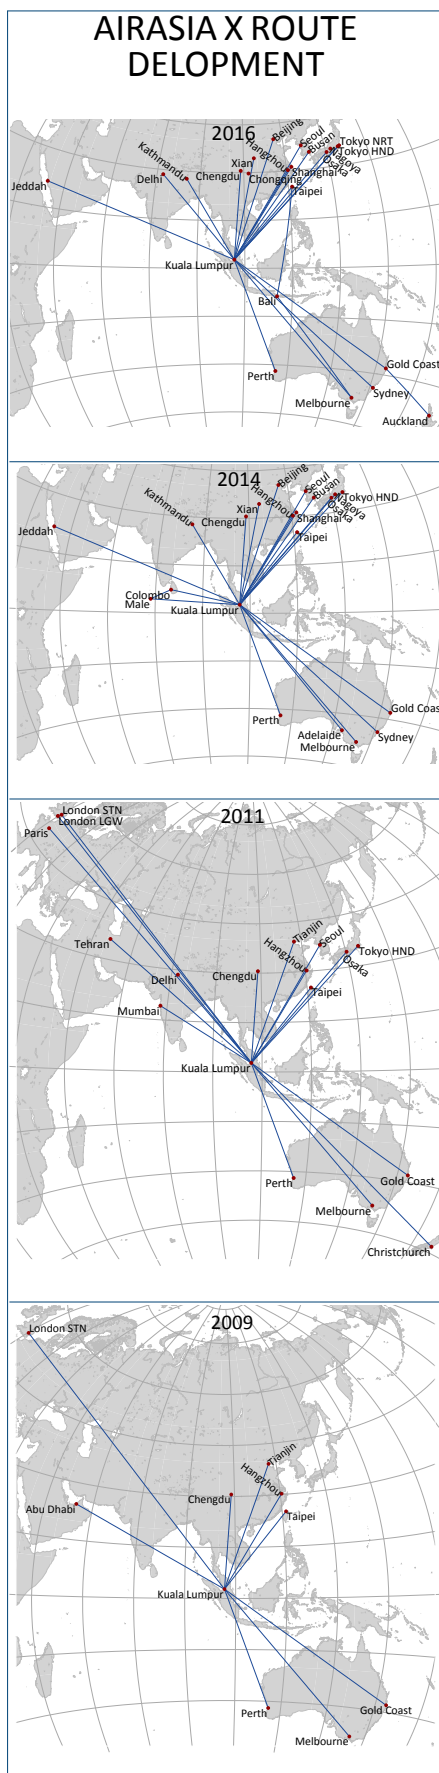 AIRASIA X ROUTE
DELOPMENT
2016
Beijing
Seoul
Busan
Tokyo NRT
Tokyo HND
Nagoya
Osaka
Hangzhou
Shanghai
Xian
Chengdu
Chongqing
Taipei
Kathmandu
Delhi
Jeddah
Kuala Lumpur
Bali
Perth
Gold Coast
Sydney
Melbourne
Auckland
2014
Beijing
Seoul
Busan
Tokyo HND
Nagoya
Osaka
Hangzhou
Shanghai
Xian
Chengdu
Taipei
Kathmandu
Jeddah
Colombo
Male
Kuala Lumpur
Perth
Gold Coast
Adelaide
Sydney
Melbourne
2011
London STN
London LGW
Paris
Tehran
Delhi
Mumbai
Chengdu
Tianjin
Seoul
Hangzhou
Tokyo HND
Osaka
Taipei
Kuala Lumpur
Perth
Gold Coast
Melbourne
Christchurch
2009
London STN
Tianjin
Hangzhou
Chengdu
Abu Dhabi
Taipei
Kuala Lumpur
Perth
Gold Coast
Melbourne